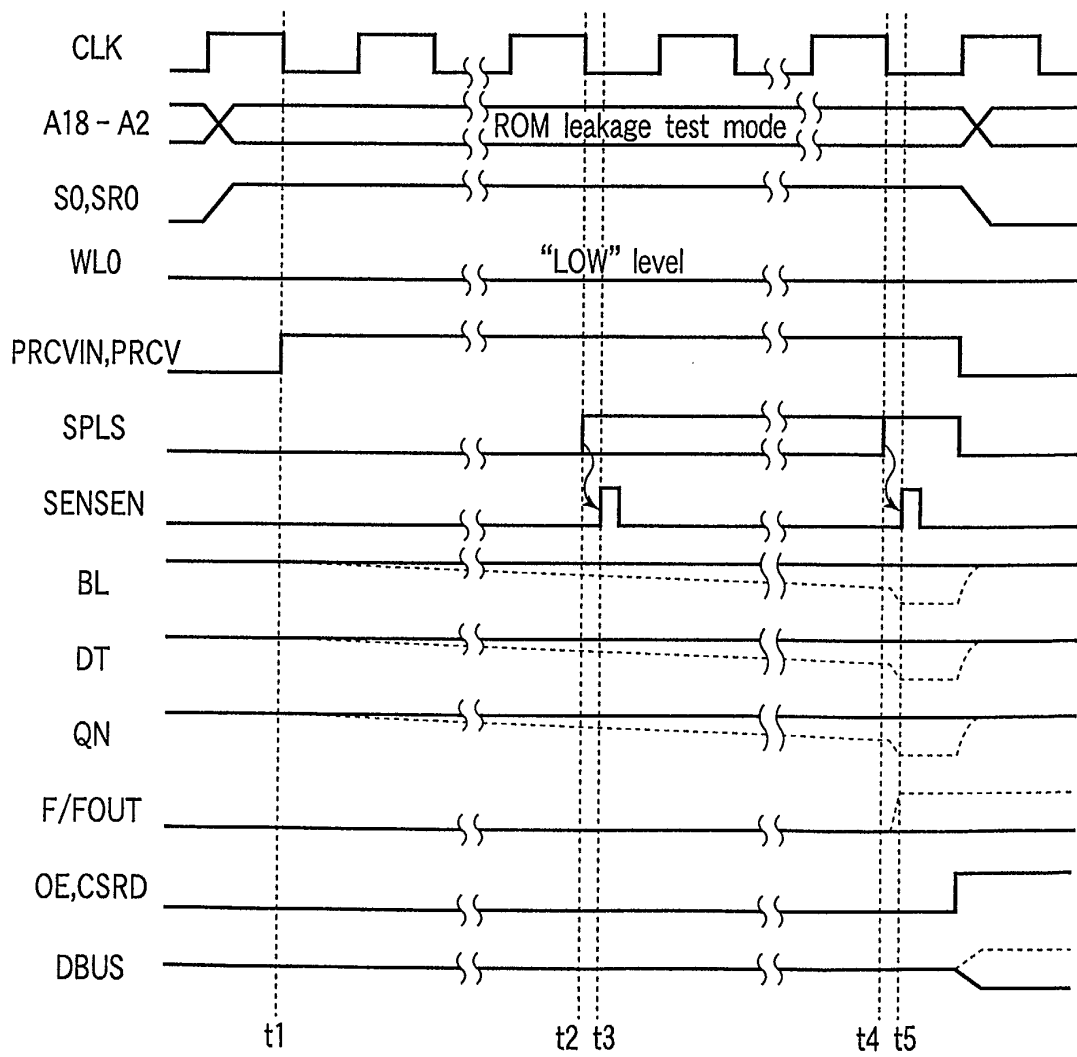 CLK
A18 - A2
ROM leakage test mode
S0,SR0
WL0
“LOW” level
PRCVIN,PRCV
SPLS
SENSEN
BL
DT
QN
F/FOUT
OE,CSRD
DBUS
t1 t2 t3 t4 t5